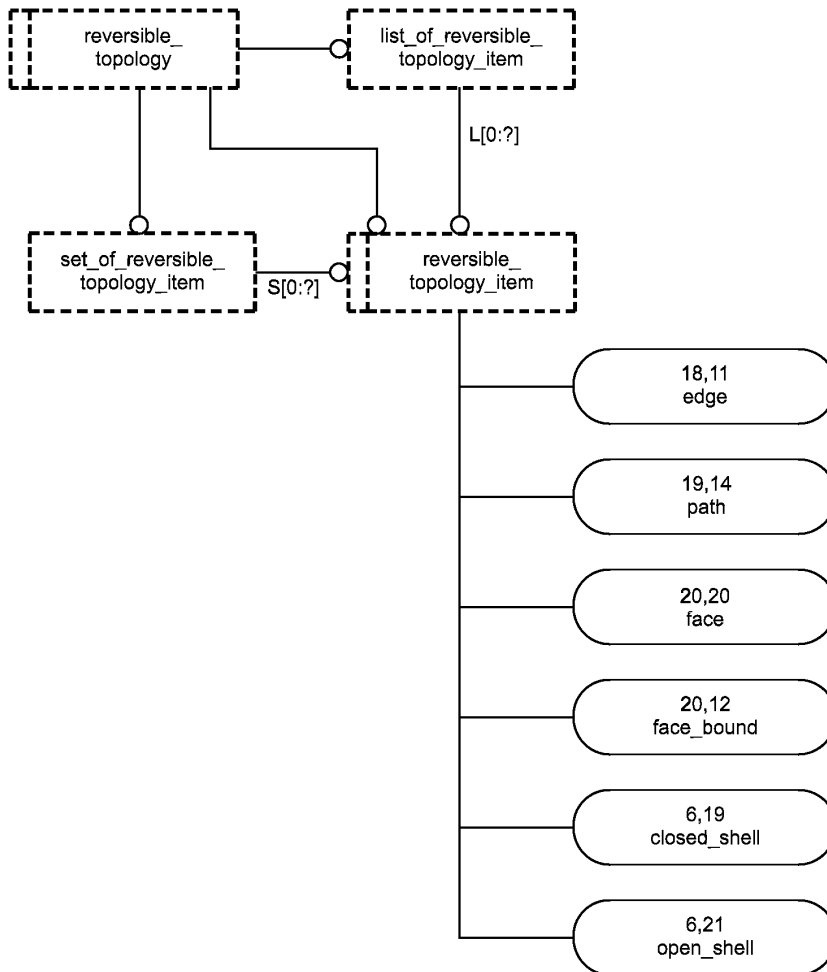 reversible_
topology
list_of_reversible_
topology_item
L[0:?]
set_of_reversible_
topology_item
S[0:?]
reversible_
topology_item
18,11
edge
19,14
path
20,20
face
20,12
face_bound
6,19
closed_shell
6,21
open_shell